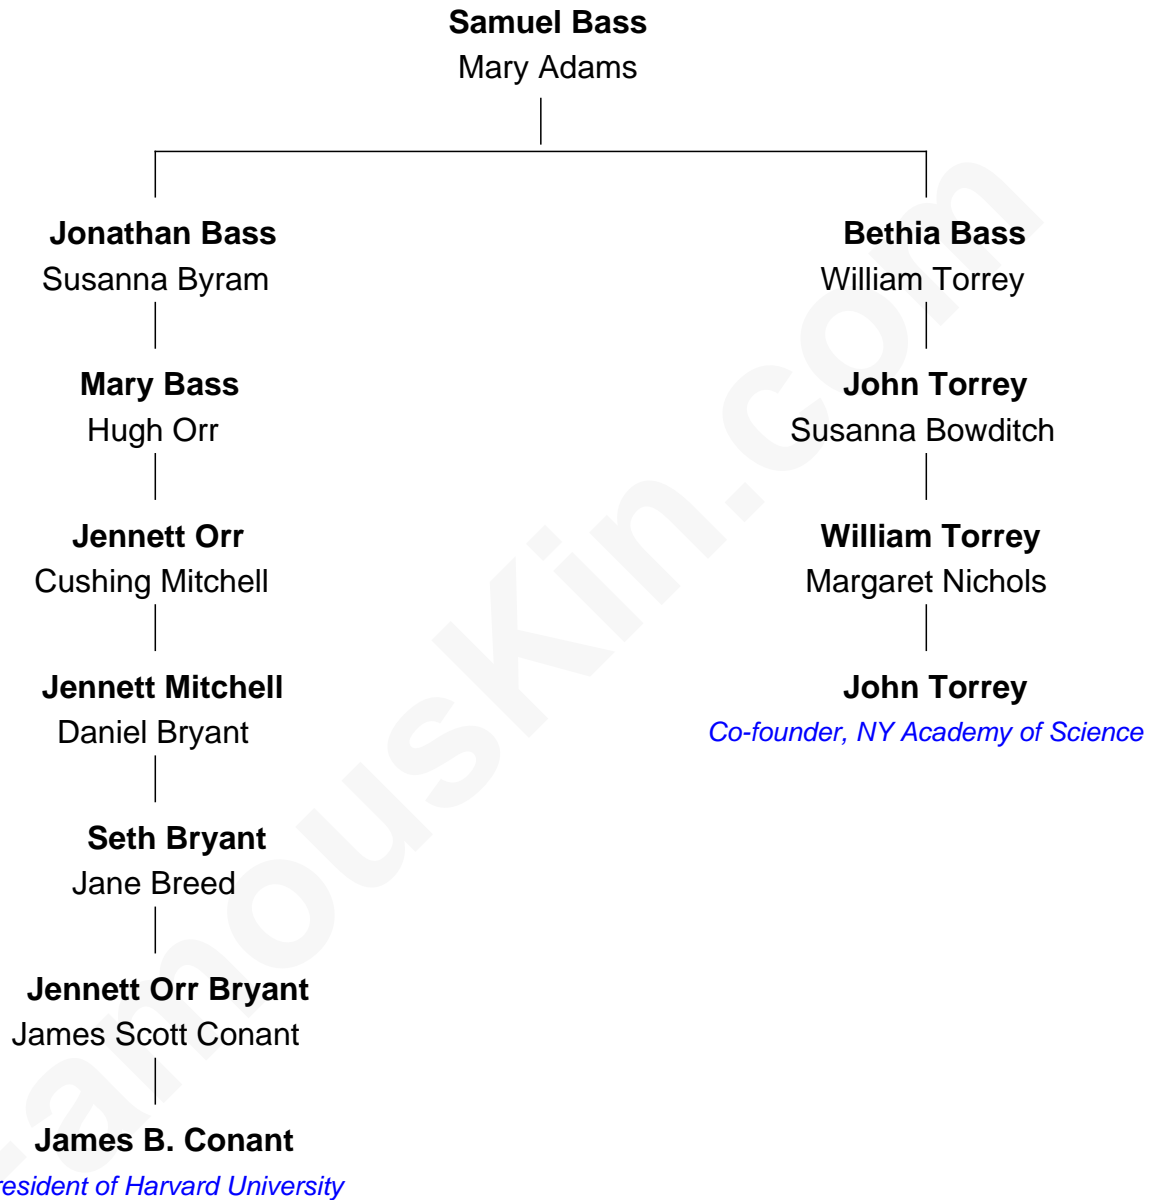 Samuel Bass
Mary Adams
Jonathan Bass
Susanna Byram
Bethia Bass
William Torrey
Mary Bass
Hugh Orr
John Torrey
Susanna Bowditch
Jennett Orr
Cushing Mitchell
William Torrey
Margaret Nichols
Jennett Mitchell
Daniel Bryant
John Torrey
Co-founder, NY Academy of Science
Seth Bryant
Jane Breed
Jennett Orr Bryant
James Scott Conant
James B. Conant
resident of Harvard University
amouskin.com